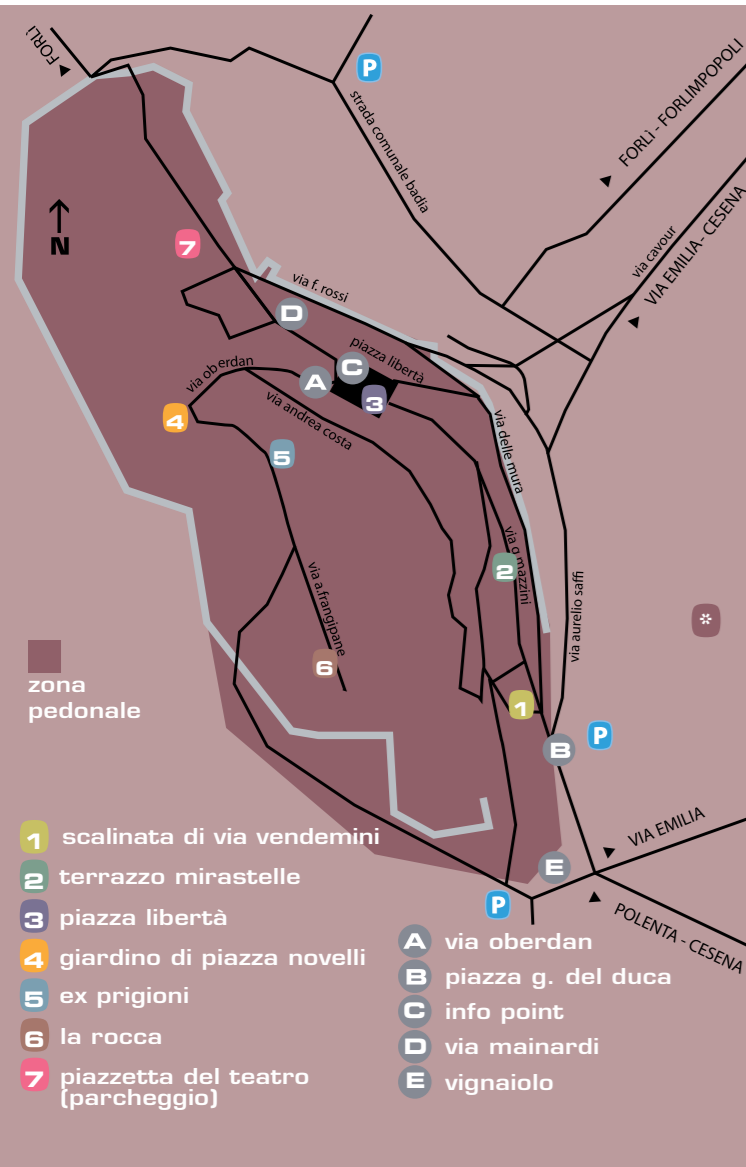 FORLÌ
P
strada comunale badia
FORLÌ - FORLIMPOPOLI
via cavour
VIA EMILIA- CESENA
N
7
via f. rossi
D
piazza libertà
C
A
3
via oberdan
4
via andrea costa
5
via delle mura
via g.mazzini
2
via a.frangipane
6
via aurelio saffi
*
1
B
P
zona
pedonale
E
VIA EMILIA
P
POLENTA - CESENA
1 scalinata di via vendemini
2 terrazzo mirastelle
3 piazza libertà
4 giardino di piazza novelli
5 ex prigioni
6 la rocca
7 piazzetta del teatro
(parcheggio)
A via oberdan
B piazza g. del duca
C info point
D via mainardi
E vignaiolo